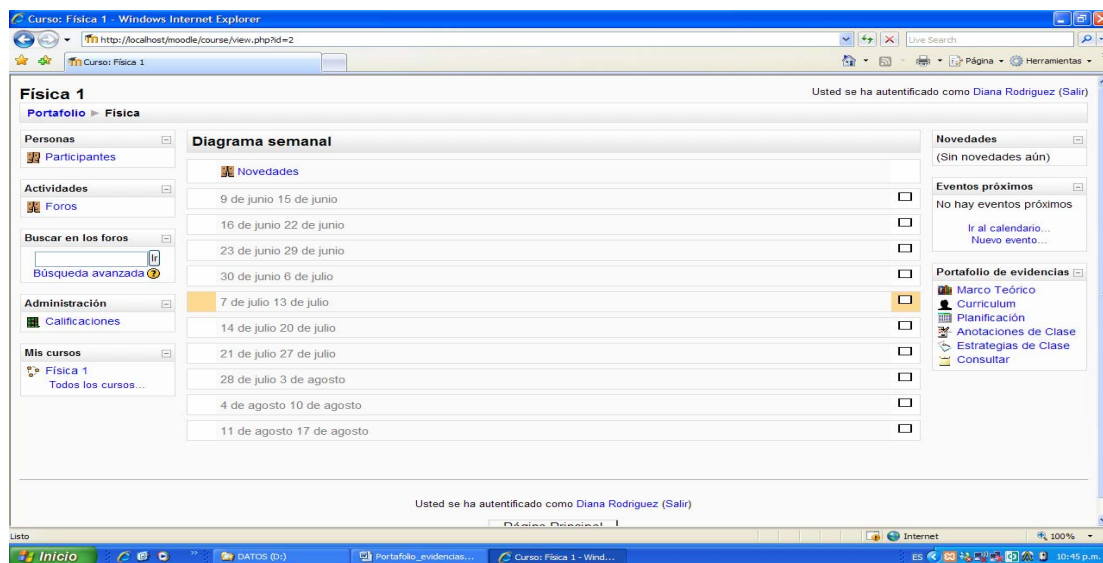 Curso: Física 1 - Windows Internet Explorer
http://localhost/moodle/course/view.php?id=2
Live Search
Curso: Física 1
Página
Herramientas
Física 1
Usted se ha autentificado como Diana Rodriguez (Salir)
Portafolio ► Física
Personas
Participantes
Actividades
Foros
Buscar en los foros
Ir
Búsqueda avanzada ?
Administración
Calificaciones
Mis cursos
Física 1
Todos los cursos...
Diagrama semanal
Novedades
9 de junio 15 de junio
16 de junio 22 de junio
23 de junio 29 de junio
30 de junio 6 de julio
7 de julio 13 de julio
14 de julio 20 de julio
21 de julio 27 de julio
28 de julio 3 de agosto
4 de agosto 10 de agosto
11 de agosto 17 de agosto
Novedades
(Sin novedades aún)
Eventos próximos
No hay eventos próximos
Ir al calendario...
Nuevo evento...
Portafolio de evidencias
Marco Teórico
Curriculum
Planificación
Anotaciones de Clase
Estrategias de Clase
Consultar
Usted se ha autentificado como Diana Rodriguez (Salir)
Página Principal
Listo
Internet
100%
Inicio
DATOS (D:)
Portafolio_evidencias...
Curso: Física 1 - Wind...
ES
10:45 p.m.